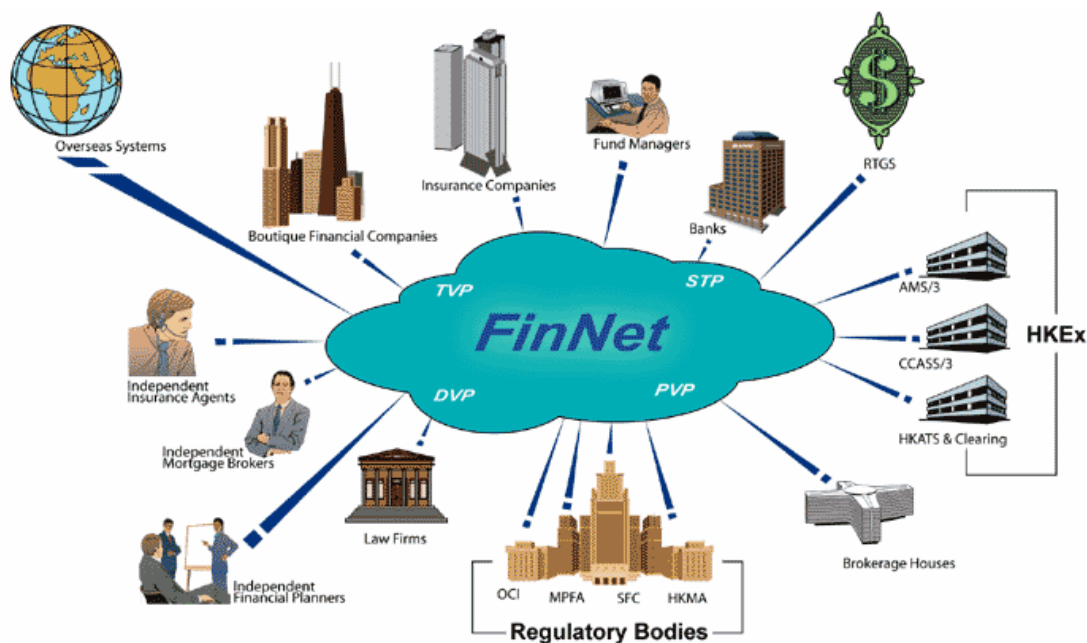 Overseas Systems
Boutique Financial Companies
Insurance Companies
Fund Managers
BANK
Banks
$
RTGS
TVP
STP
FinNet
DVP
PVP
AMS/3
CCASS/3
HKATS & Clearing
HKEx
Independent
Insurance Agents
Independent
Mortgage Brokers
Independent
Financial Planners
Law Firms
OCI
MPFA
SFC
HKMA
Regulatory Bodies
Brokerage Houses